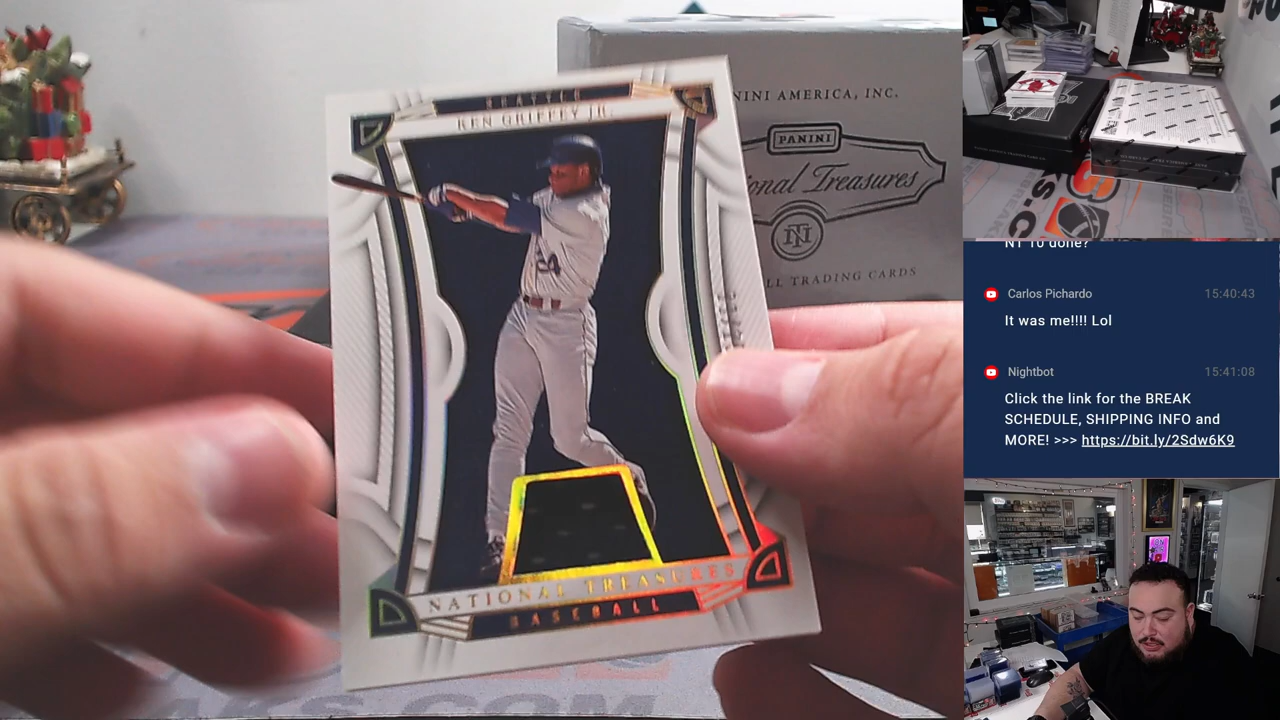 SEATTLE
KEN GRIFFEY JR.
24
NATIONAL TREASURES
BASEBALL
PANINI AMERICA, INC.
PANINI
National Treasures
NT
TRADING CARDS
NT 10 done?
Carlos Pichardo 15:40:43
It was me!!!! Lol
Nightbot 15:41:08
Click the link for the BREAK
SCHEDULE, SHIPPING INFO and
MORE! >>> https://bit.ly/2Sdw6K9